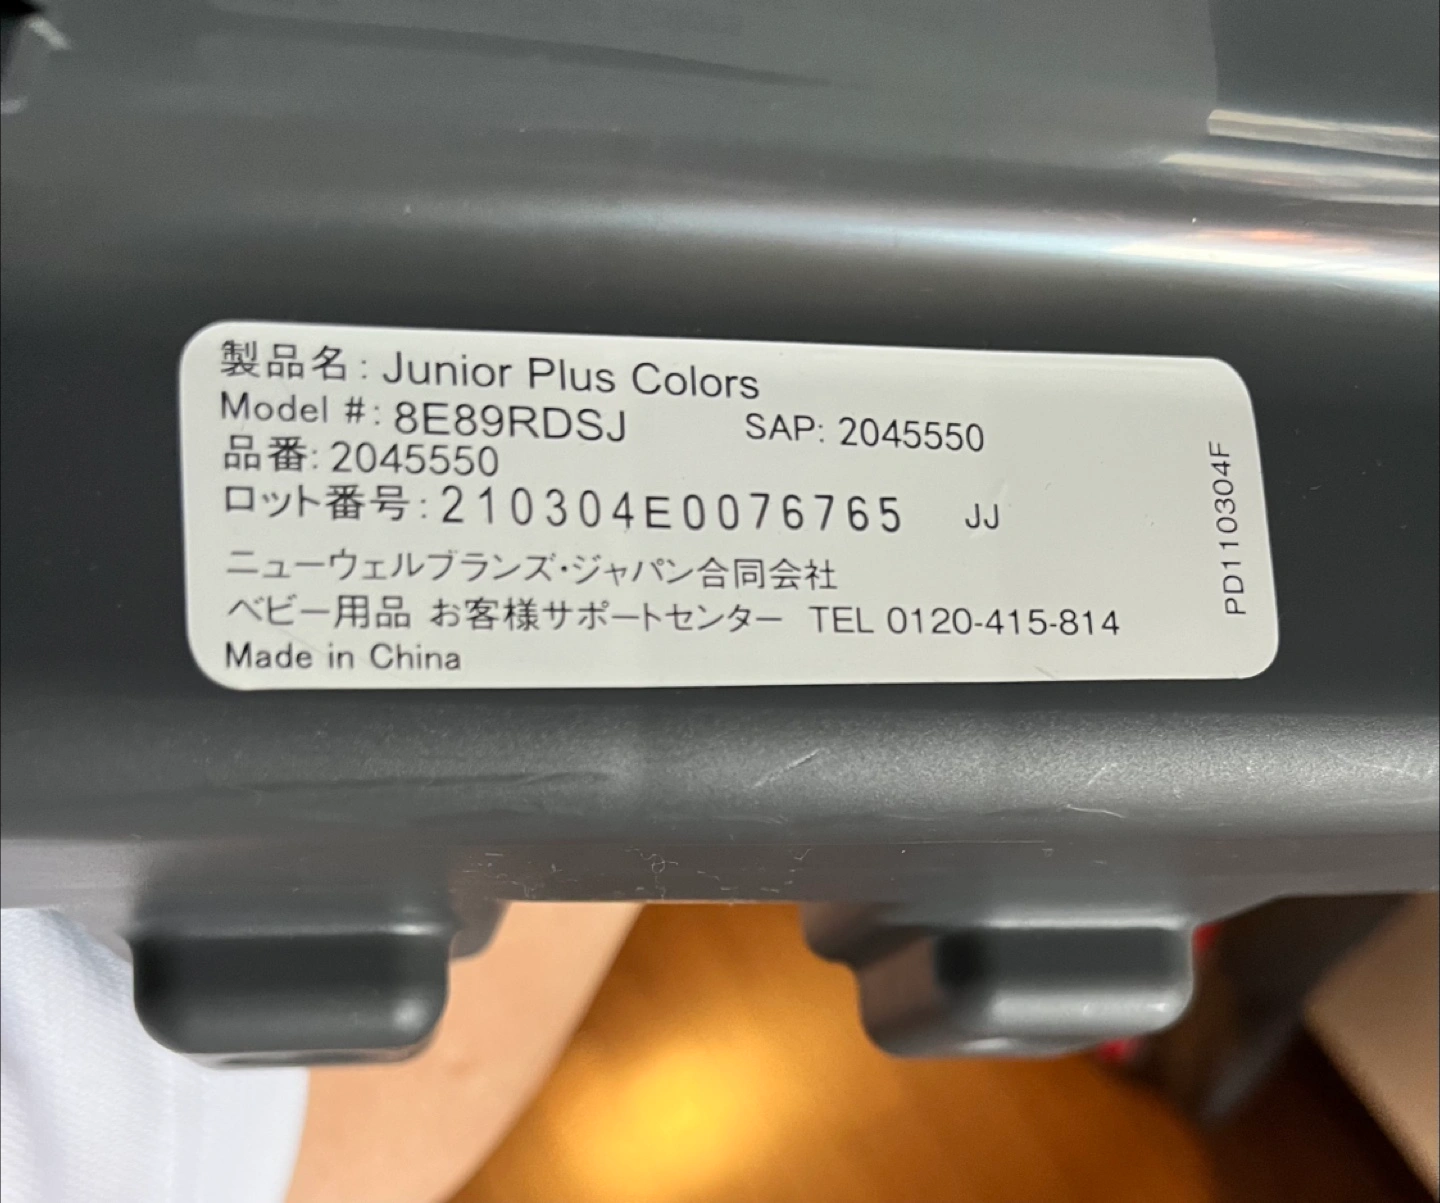 製品名: Junior Plus Colors
Model #: 8E89RDSJ SAP: 2045550
品番: 2045550
ロット番号: 210304E0076765 JJ
ニューウェルブランズ・ジャパン合同会社
ベビー用品 お客様サポートセンター TEL 0120-415-814
Made in China
PD110304F